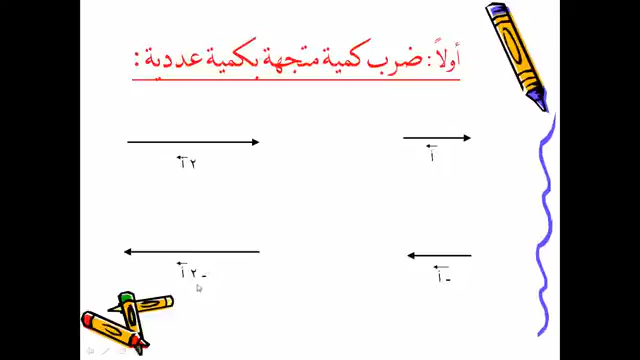 أولاً: ضرب كمية متجهة بكمية عددية:
أ
٢ أ
- أ
- ٢ أ